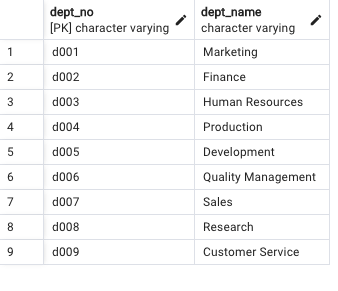 dept_no dept_name
[PK] character varying character varying
1 d001 Marketing
2 d002 Finance
3 d003 Human Resources
4 d004 Production
5 d005 Development
6 d006 Quality Management
7 d007 Sales
8 d008 Research
9 d009 Customer Service